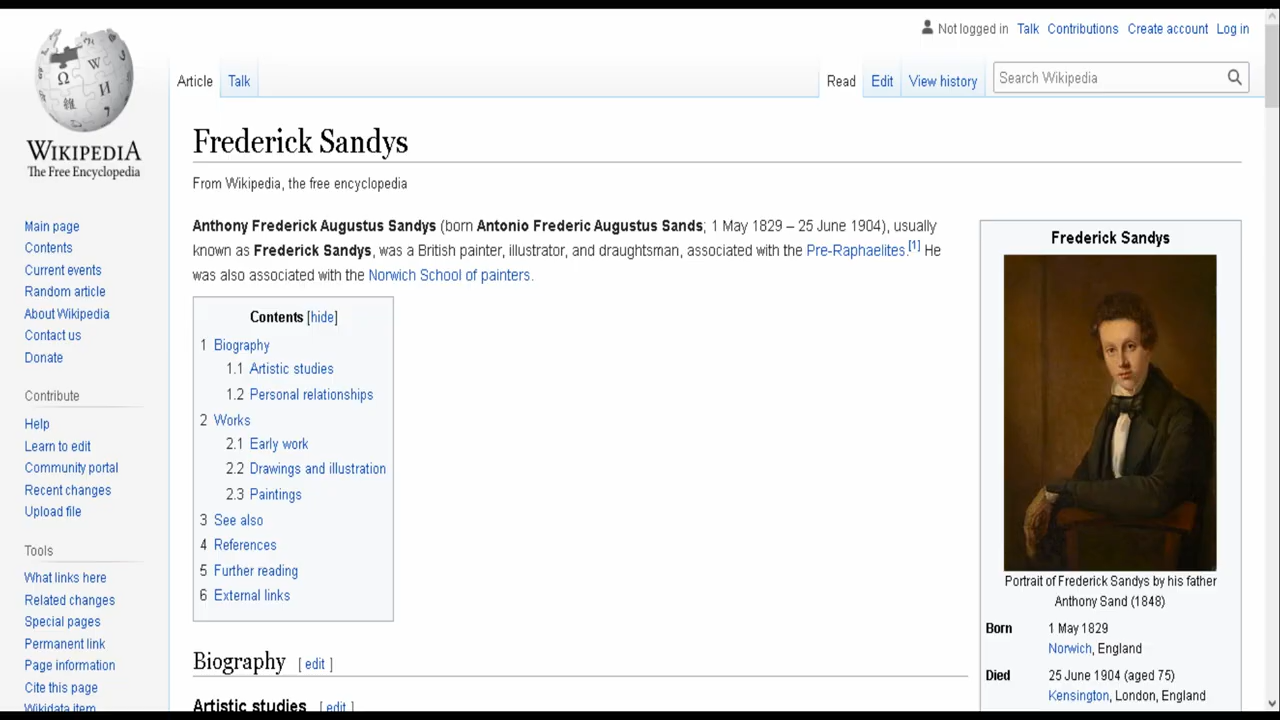 Not logged in Talk Contributions Create account Log in
Article Talk Read Edit View history Search Wikipedia
WIKIPEDIA
The Free Encyclopedia
Main page
Contents
Current events
Random article
About Wikipedia
Contact us
Donate
Contribute
Help
Learn to edit
Community portal
Recent changes
Upload file
Tools
What links here
Related changes
Special pages
Permanent link
Page information
Cite this page
Wikidata item
Frederick Sandys
From Wikipedia, the free encyclopedia
Anthony Frederick Augustus Sandys (born Antonio Frederic Augustus Sands; 1 May 1829 – 25 June 1904), usually
known as Frederick Sandys, was a British painter, illustrator, and draughtsman, associated with the Pre-Raphaelites.[1] He
was also associated with the Norwich School of painters.
Contents [hide]
1 Biography
1.1 Artistic studies
1.2 Personal relationships
2 Works
2.1 Early work
2.2 Drawings and illustration
2.3 Paintings
3 See also
4 References
5 Further reading
6 External links
Biography [ edit ]
Artistic studies [ edit ]
Frederick Sandys
Portrait of Frederick Sandys by his father
Anthony Sand (1848)
Born 1 May 1829
Norwich, England
Died 25 June 1904 (aged 75)
Kensington, London, England